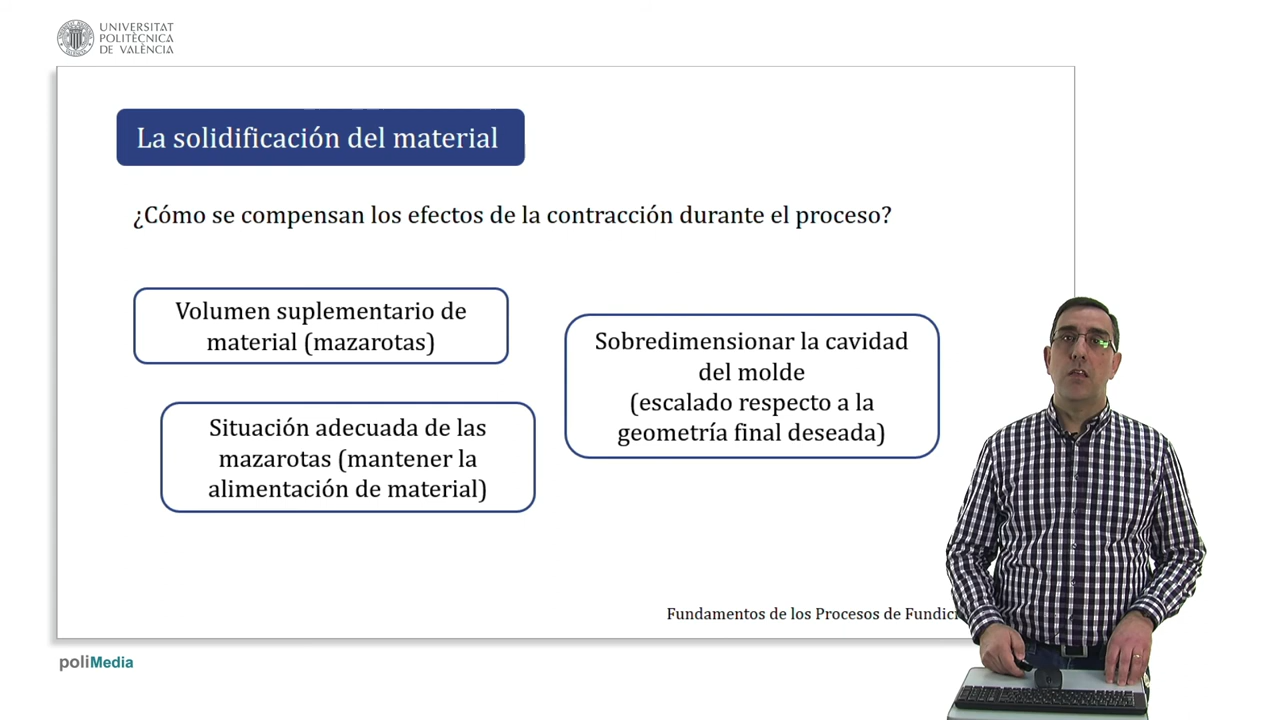 UNIVERSITAT
POLITÈCNICA
DE VALÈNCIA
La solidificación del material
¿Cómo se compensan los efectos de la contracción durante el proceso?
Volumen suplementario de
material (mazarotas)
Situación adecuada de las
mazarotas (mantener la
alimentación de material)
Sobredimensionar la cavidad
del molde
(escalado respecto a la
geometría final deseada)
Fundamentos de los Procesos de
poliMedia